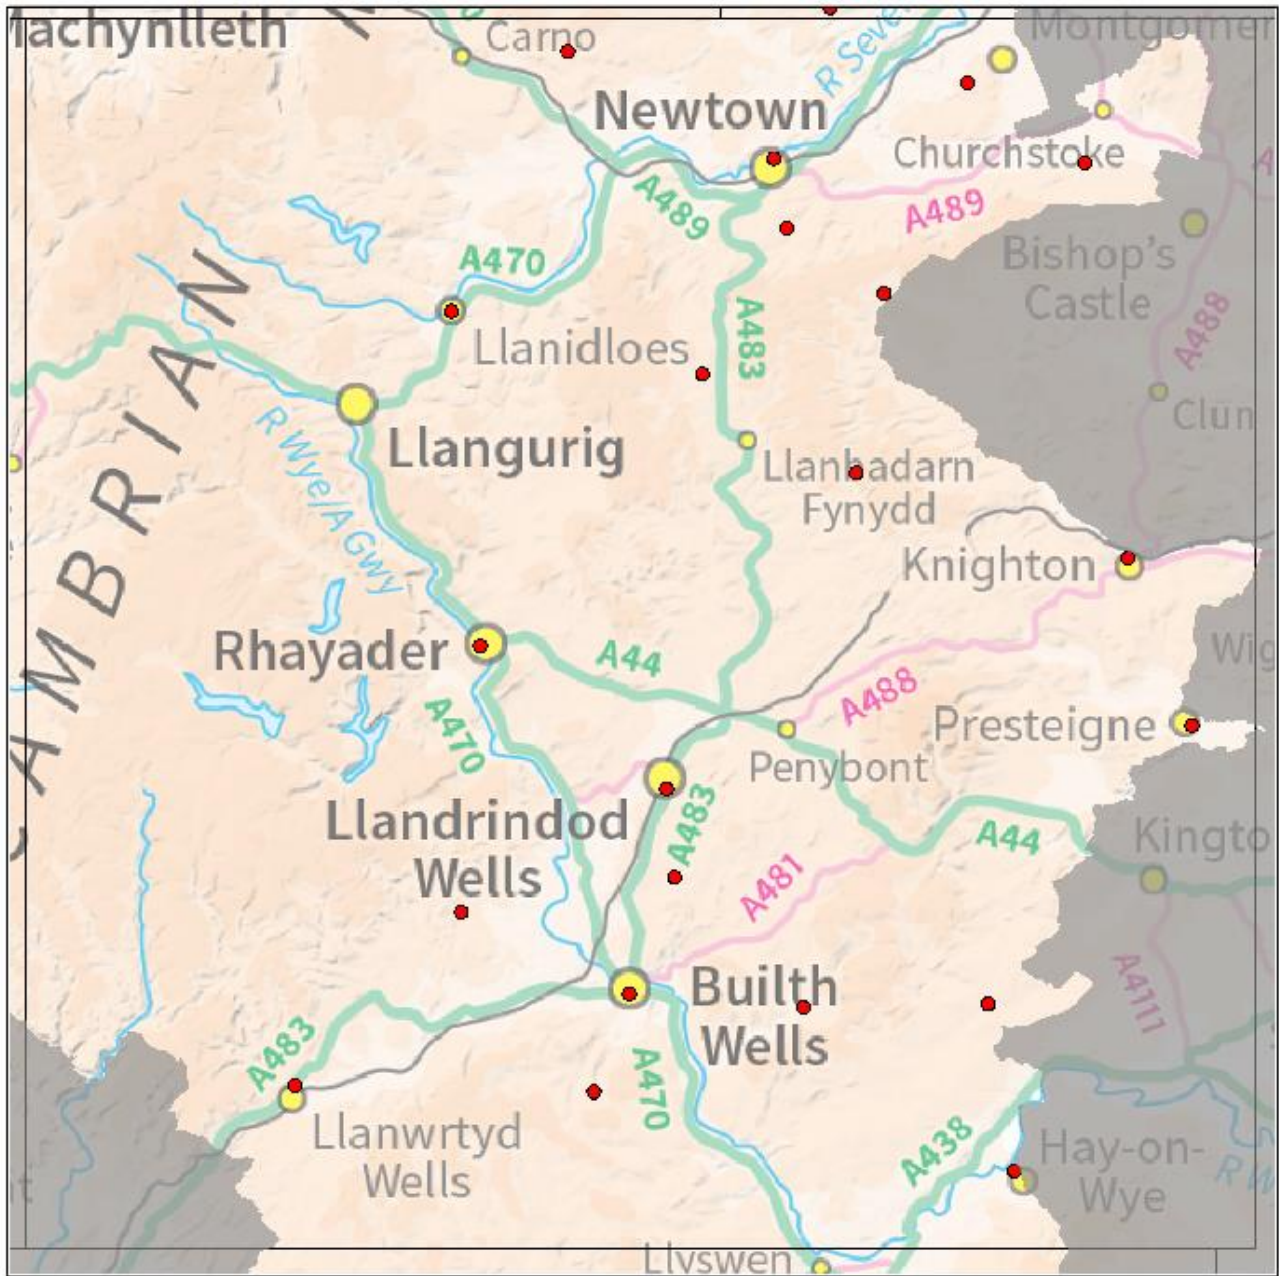 Machynlleth
Carno
R Sever
Montgomer
Newtown
Churchstoke
A489
A489
A470
Bishop's
Castle
A483
A488
Llanidloes
Clun
Llangurig
R Wye/A Gwy
Llanbadarn
Fynydd
CAMBRIAN
Knighton
Rhayader
A44
A488
Wig
A470
Presteigne
Penybont
Llandrindod
Wells
A483
A44
Kingto
A481
A4111
Builth
Wells
A483
A470
Llanwrtyd
Wells
A438
Hay-on-
Wye
R W
Llyswen